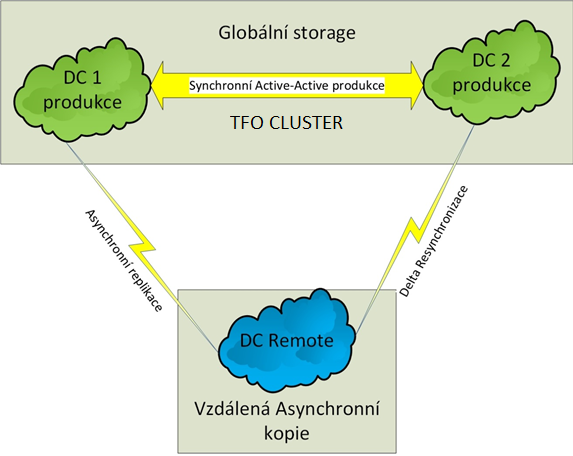 Globální storage
DC 1
produkce
DC 2
produkce
Synchronní Active-Active produkce
TFO CLUSTER
Asynchronní replikace
Delta Resynchronizace
DC Remote
Vzdálená Asynchronní
kopie